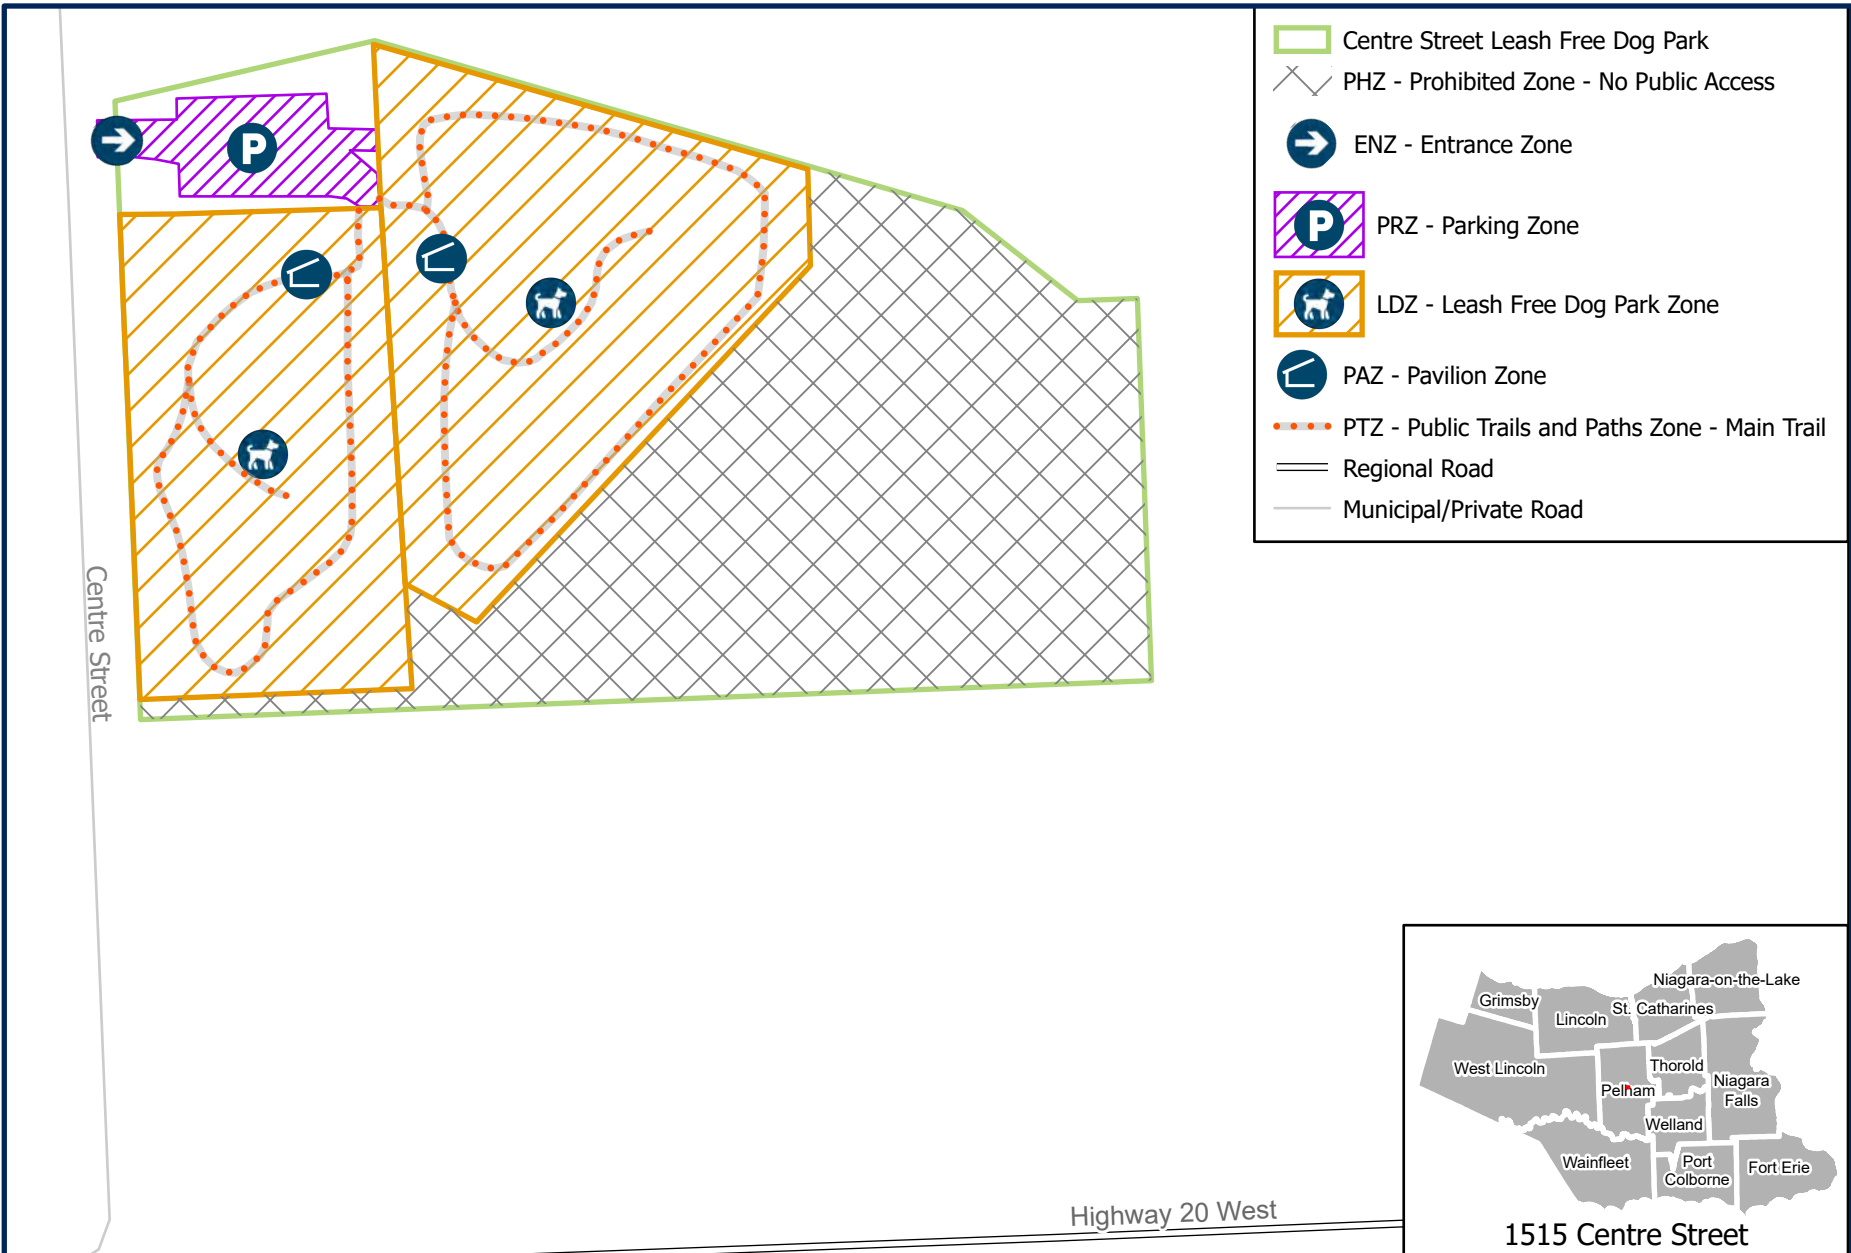 Centre Street Leash Free Dog Park
PHZ - Prohibited Zone - No Public Access
ENZ - Entrance Zone
P
P
PRZ - Parking Zone
LDZ - Leash Free Dog Park Zone
PAZ - Pavilion Zone
PTZ - Public Trails and Paths Zone - Main Trail
Regional Road
Municipal/Private Road
Centre Street
Highway 20 West
Niagara-on-the-Lake
Grimsby
St. Catharines
Lincoln
West Lincoln
Thorold
Pelham
Niagara
Falls
Welland
Wainfleet
Port
Colborne
Fort Erie
1515 Centre Street